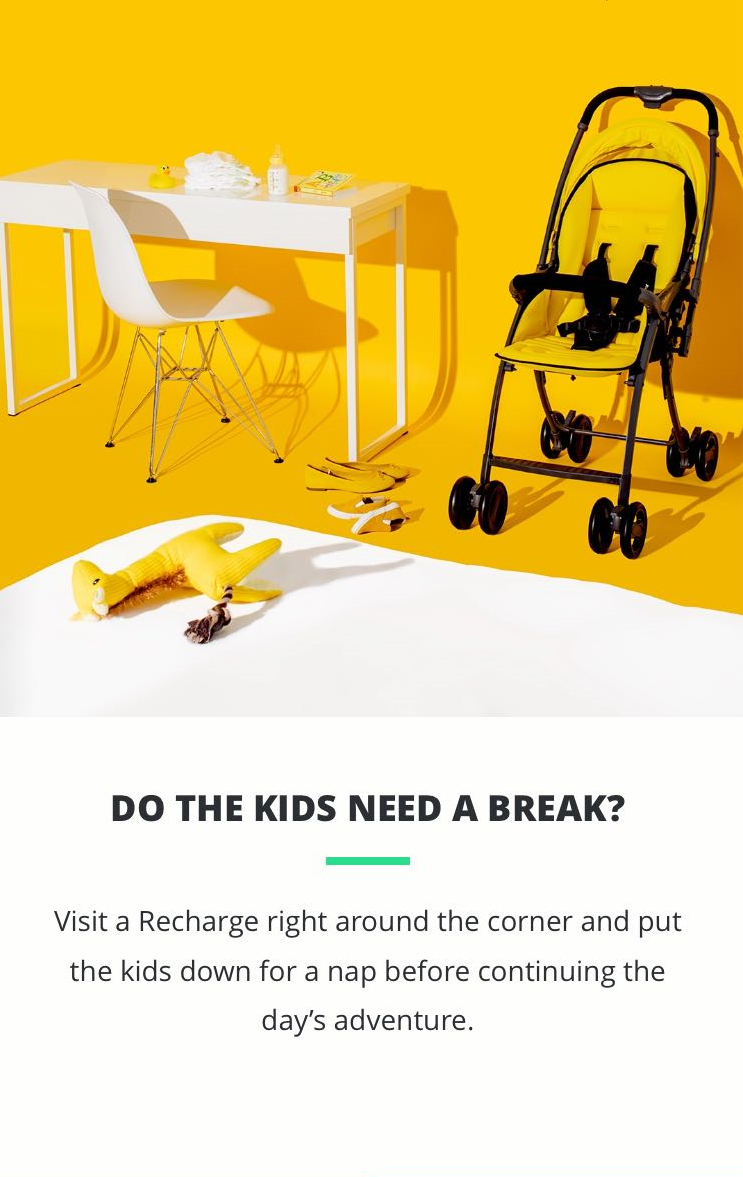 DO THE KIDS NEED A BREAK?
Visit a Recharge right around the corner and put
the kids down for a nap before continuing the
day’s adventure.